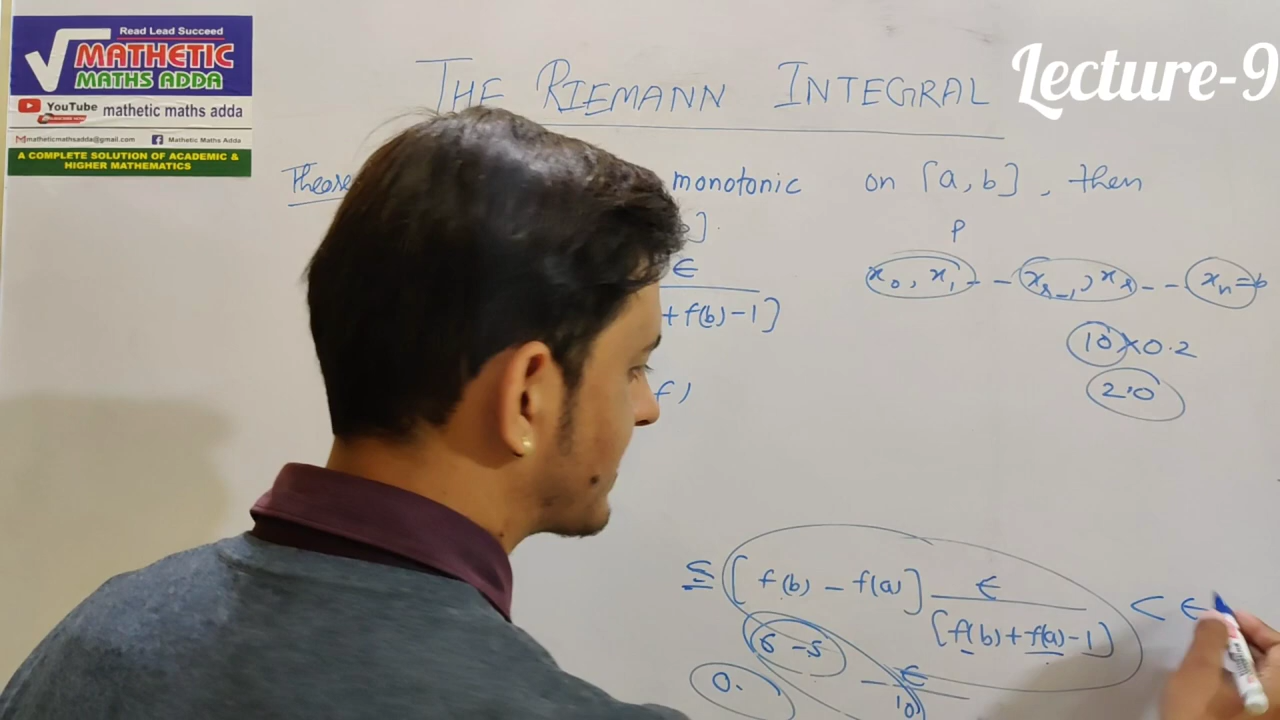 Read Lead Succeed
MATHETIC
MATHS ADDA
YouTube mathetic maths adda
matheticmathsadda@gmail.com Mathetic Maths Adda
A COMPLETE SOLUTION OF ACADEMIC &
HIGHER MATHEMATICS
THE RIEMANN INTEGRAL
Lecture-9
monotonic on [a,b], then
].
P
x₀, x₁ - - x_{r-1}, x_r - - x_n = b
ϵ
+ f(b) - 1]
10 × 0.2
2.0
f)
≤ [f(b) - f(a)] ϵ / [f(b) + f(a) - 1] < ϵ
6 - 5
ϵ
10
0.